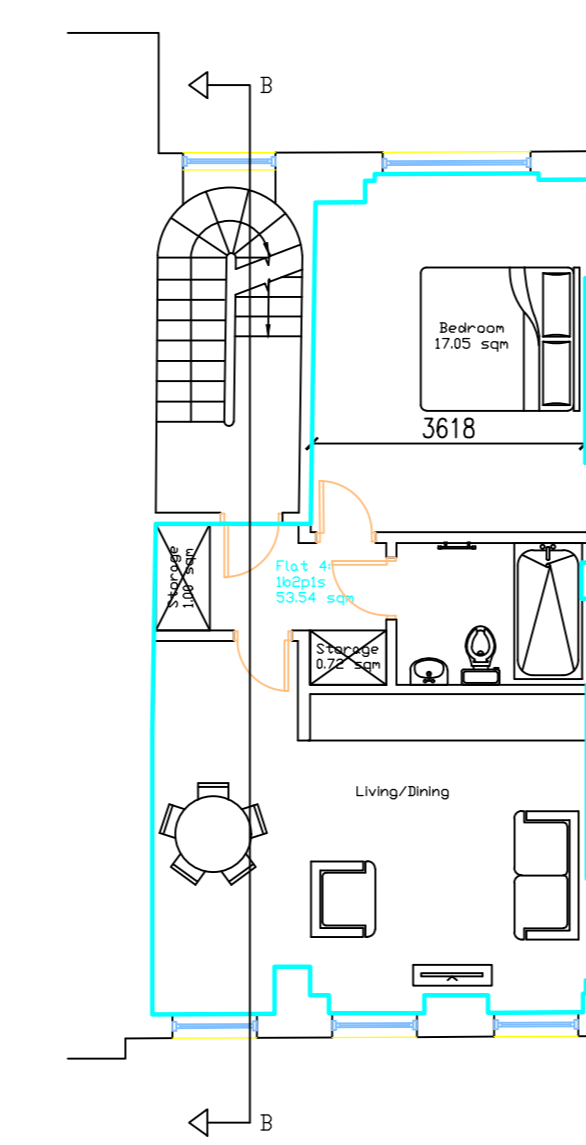 B
Bedroom
17.05 sqm
3618
Storage
1.00 sqm
Flat 4:
1b2p1s
53.54 sqm
Storage
0.72 sqm
Living/Dining
B